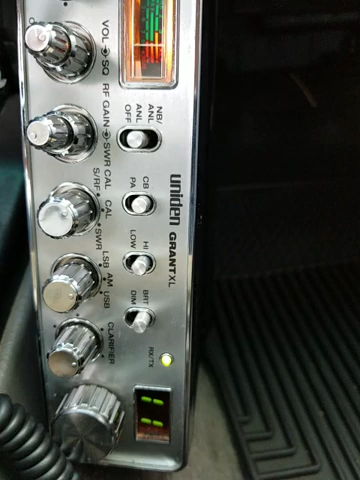 VOL SQ
RF GAIN SWR CAL
S/RF CAL SWR
LSB AM USB
CLARIFIER
NB/
ANL ANL OFF
CB
PA
HI
LOW
BRT
DIM
uniden GRANT XL
RX/TX
11